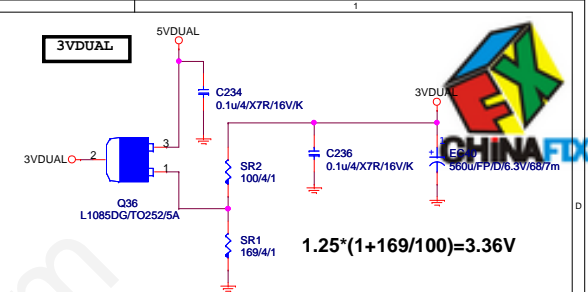 1
3VDUAL
5VDUAL
C234
0.1u/4/X7R/16V/K
3VDUAL
3VDUAL
2
3
1
Q36
L1085DG/TO252/5A
SR2
100/4/1
C236
0.1u/4/X7R/16V/K
1
+
560u/FP/D/6.3V/68/7m
CHINAFIX
SR1
169/4/1
1.25*(1+169/100)=3.36V
D